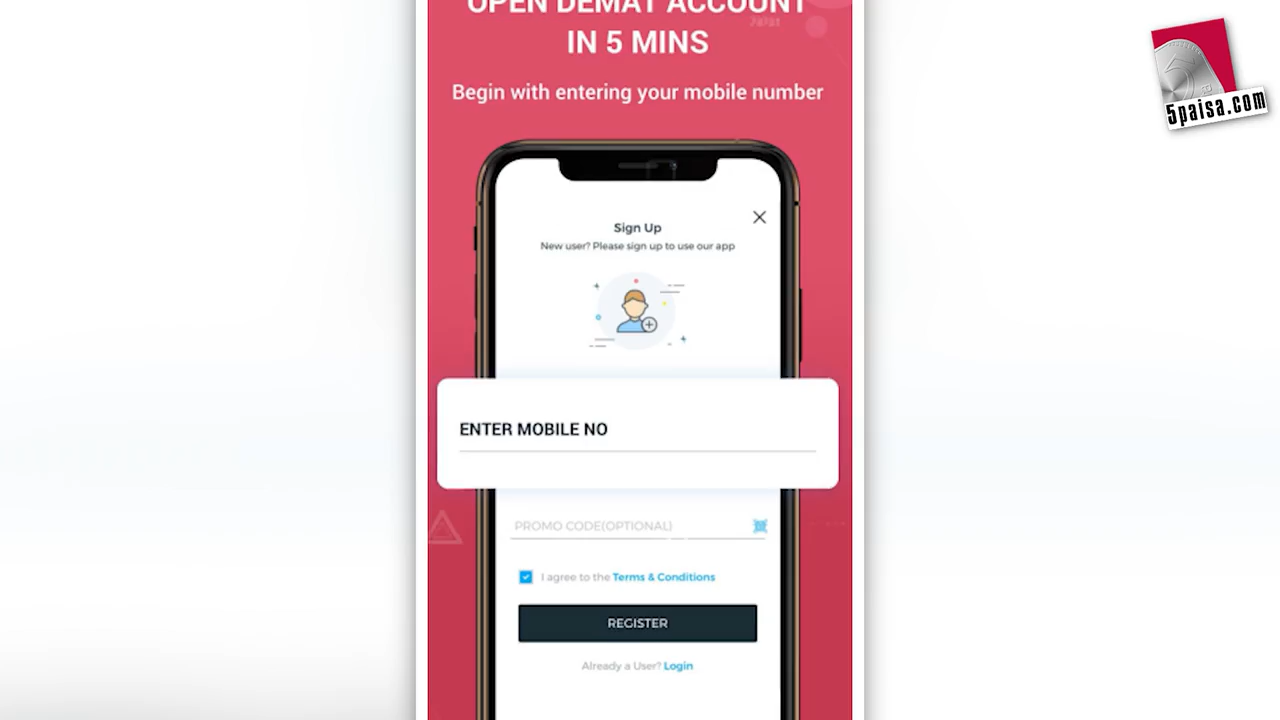 OPEN DEMAT ACCOUNT
IN 5 MINS
Begin with entering your mobile number
5paisa.com
Sign Up
New user? Please sign up to use our app
ENTER MOBILE NO
PROMO CODE(OPTIONAL)
I agree to the Terms & Conditions
REGISTER
Already a User? Login